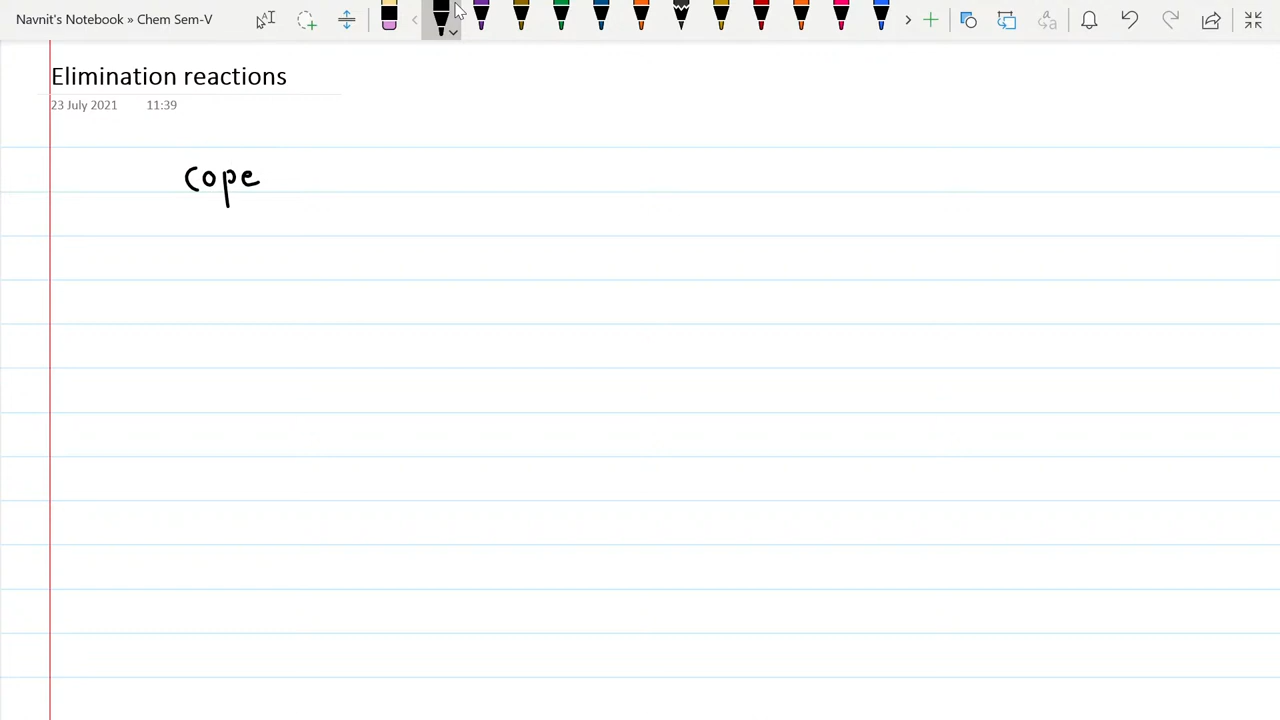 Navnit's Notebook » Chem Sem-V
Elimination reactions
23 July 2021 11:39
Cope